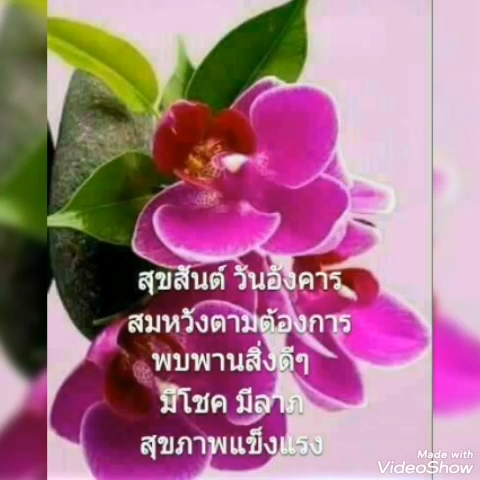 สุขสันต์ วันอังคาร
สมหวังตามต้องการ
พบพานสิ่งดีๆ
มีโชค มีลาภ
สุขภาพแข็งแรง
Made with
VideoShow